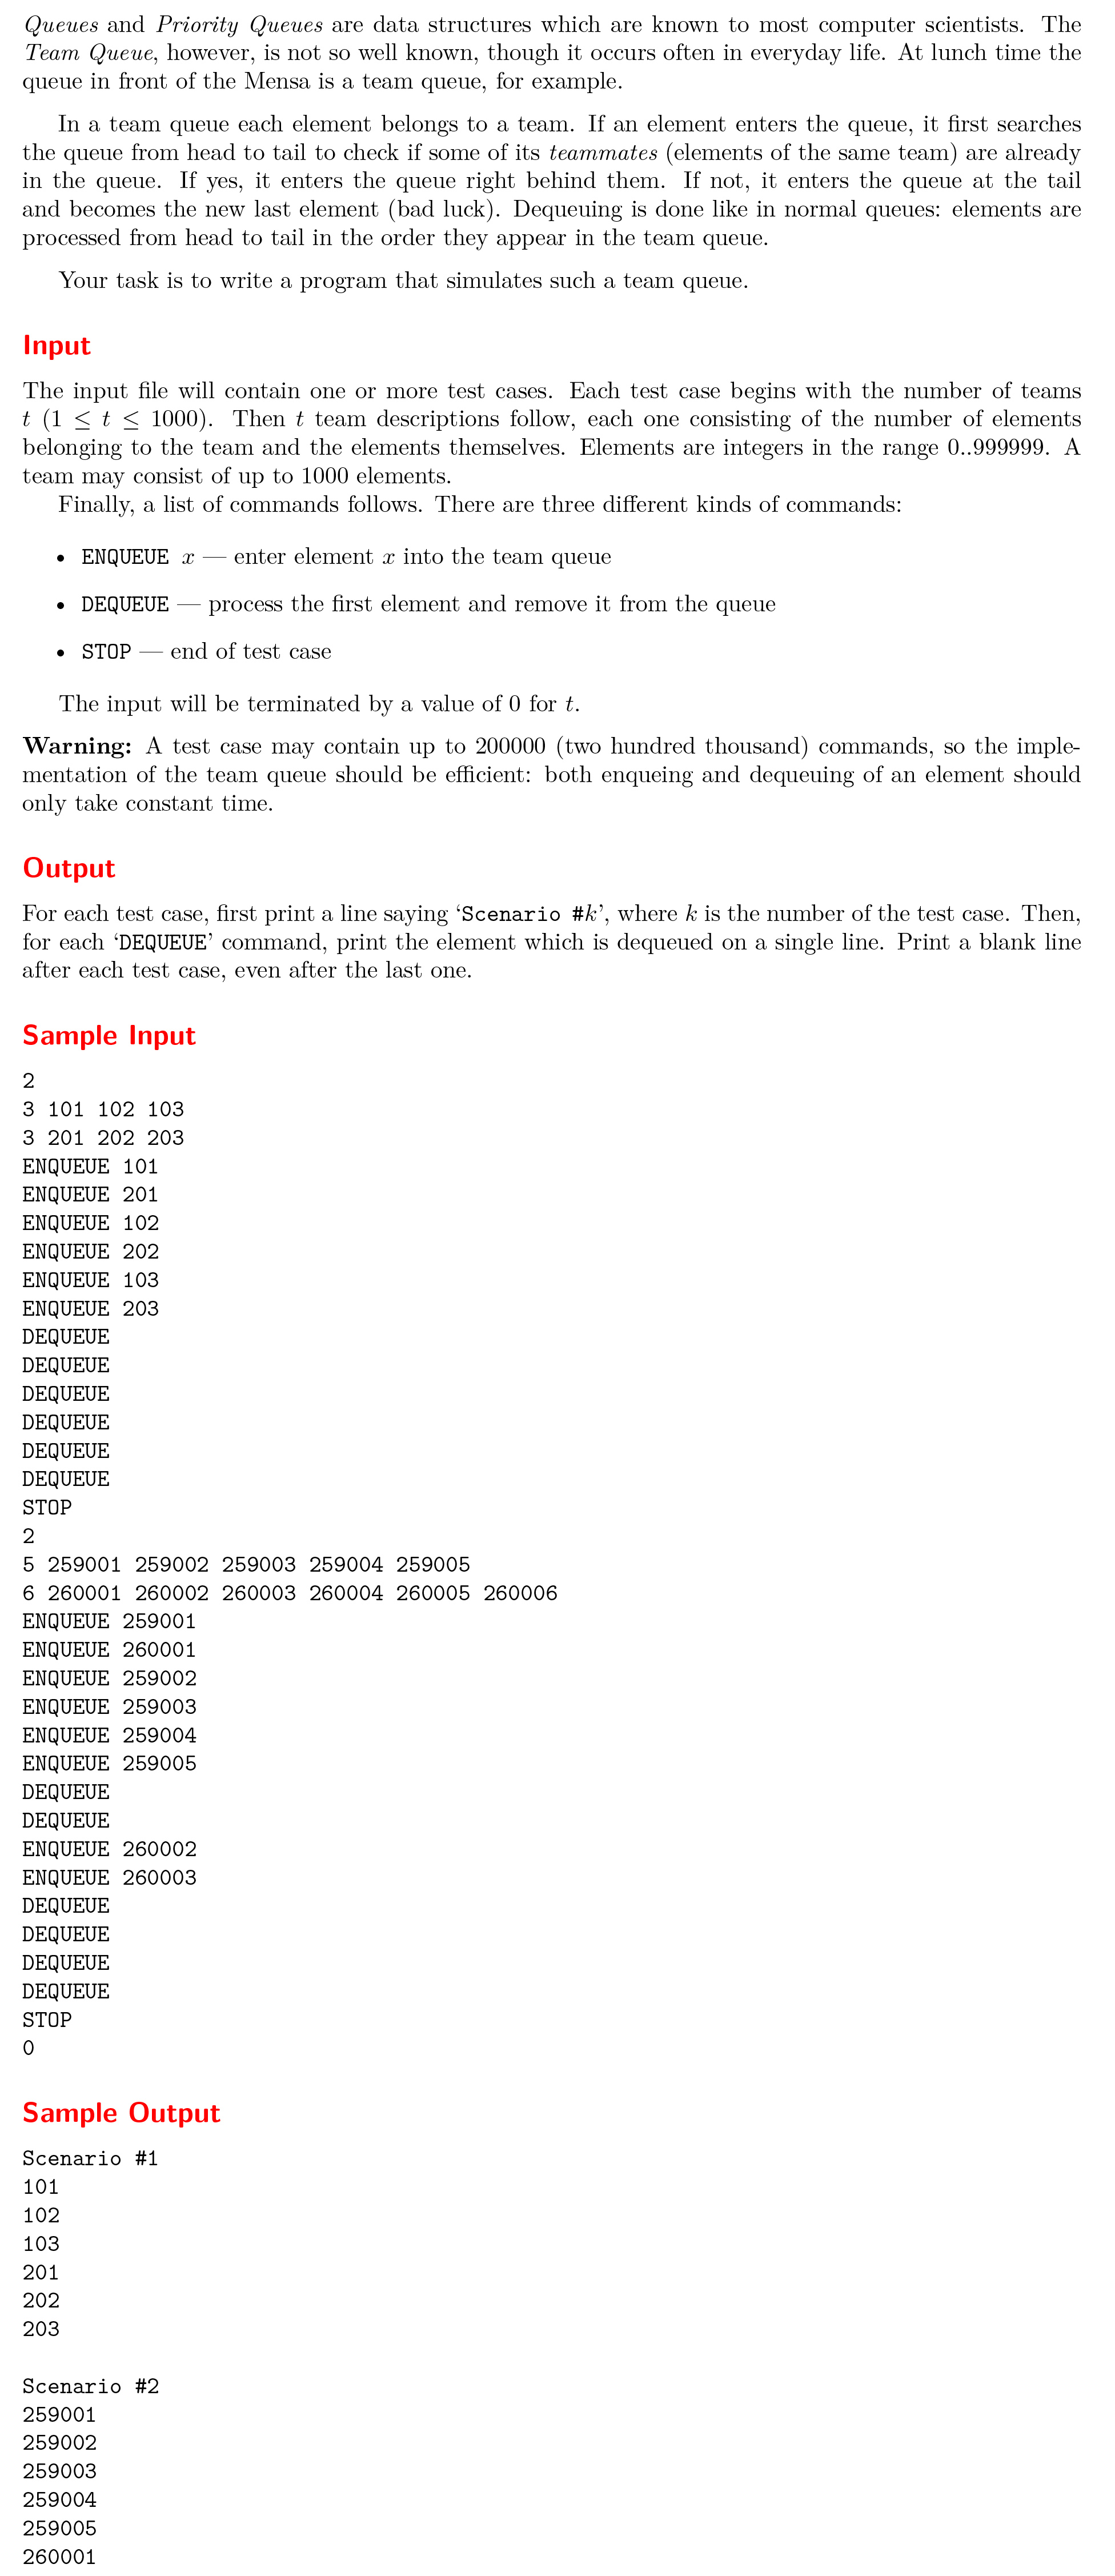 Queues and Priority Queues are data structures which are known to most computer scientists. The
Team Queue, however, is not so well known, though it occurs often in everyday life. At lunch time the
queue in front of the Mensa is a team queue, for example.
In a team queue each element belongs to a team. If an element enters the queue, it first searches
the queue from head to tail to check if some of its teammates (elements of the same team) are already
in the queue. If yes, it enters the queue right behind them. If not, it enters the queue at the tail
and becomes the new last element (bad luck). Dequeuing is done like in normal queues: elements are
processed from head to tail in the order they appear in the team queue.
Your task is to write a program that simulates such a team queue.
Input
The input file will contain one or more test cases. Each test case begins with the number of teams
t (1 ≤ t ≤ 1000). Then t team descriptions follow, each one consisting of the number of elements
belonging to the team and the elements themselves. Elements are integers in the range 0..999999. A
team may consist of up to 1000 elements.
Finally, a list of commands follows. There are three different kinds of commands:
• ENQUEUE x — enter element x into the team queue
• DEQUEUE — process the first element and remove it from the queue
• STOP — end of test case
The input will be terminated by a value of 0 for t.
Warning: A test case may contain up to 200000 (two hundred thousand) commands, so the imple-
mentation of the team queue should be efficient: both enqueing and dequeuing of an element should
only take constant time.
Output
For each test case, first print a line saying ‘Scenario #k’, where k is the number of the test case. Then,
for each ‘DEQUEUE’ command, print the element which is dequeued on a single line. Print a blank line
after each test case, even after the last one.
Sample Input
2
3 101 102 103
3 201 202 203
ENQUEUE 101
ENQUEUE 201
ENQUEUE 102
ENQUEUE 202
ENQUEUE 103
ENQUEUE 203
DEQUEUE
DEQUEUE
DEQUEUE
DEQUEUE
DEQUEUE
DEQUEUE
STOP
2
5 259001 259002 259003 259004 259005
6 260001 260002 260003 260004 260005 260006
ENQUEUE 259001
ENQUEUE 260001
ENQUEUE 259002
ENQUEUE 259003
ENQUEUE 259004
ENQUEUE 259005
DEQUEUE
DEQUEUE
ENQUEUE 260002
ENQUEUE 260003
DEQUEUE
DEQUEUE
DEQUEUE
DEQUEUE
STOP
0
Sample Output
Scenario #1
101
102
103
201
202
203
Scenario #2
259001
259002
259003
259004
259005
260001